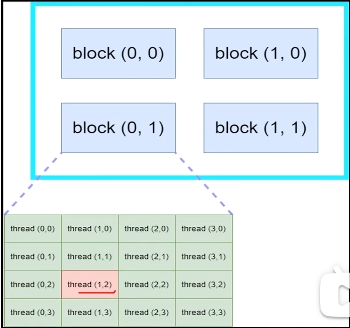 block (0, 0) block (1, 0)
block (0, 1) block (1, 1)
thread (0,0) thread (1,0) thread (2,0) thread (3,0)
thread (0,1) thread (1,1) thread (2,1) thread (3,1)
thread (0,2) thread (1,2) thread (2,2) thread (3,2)
thread (0,3) thread (1,3) thread (2,3) thread (3,3)